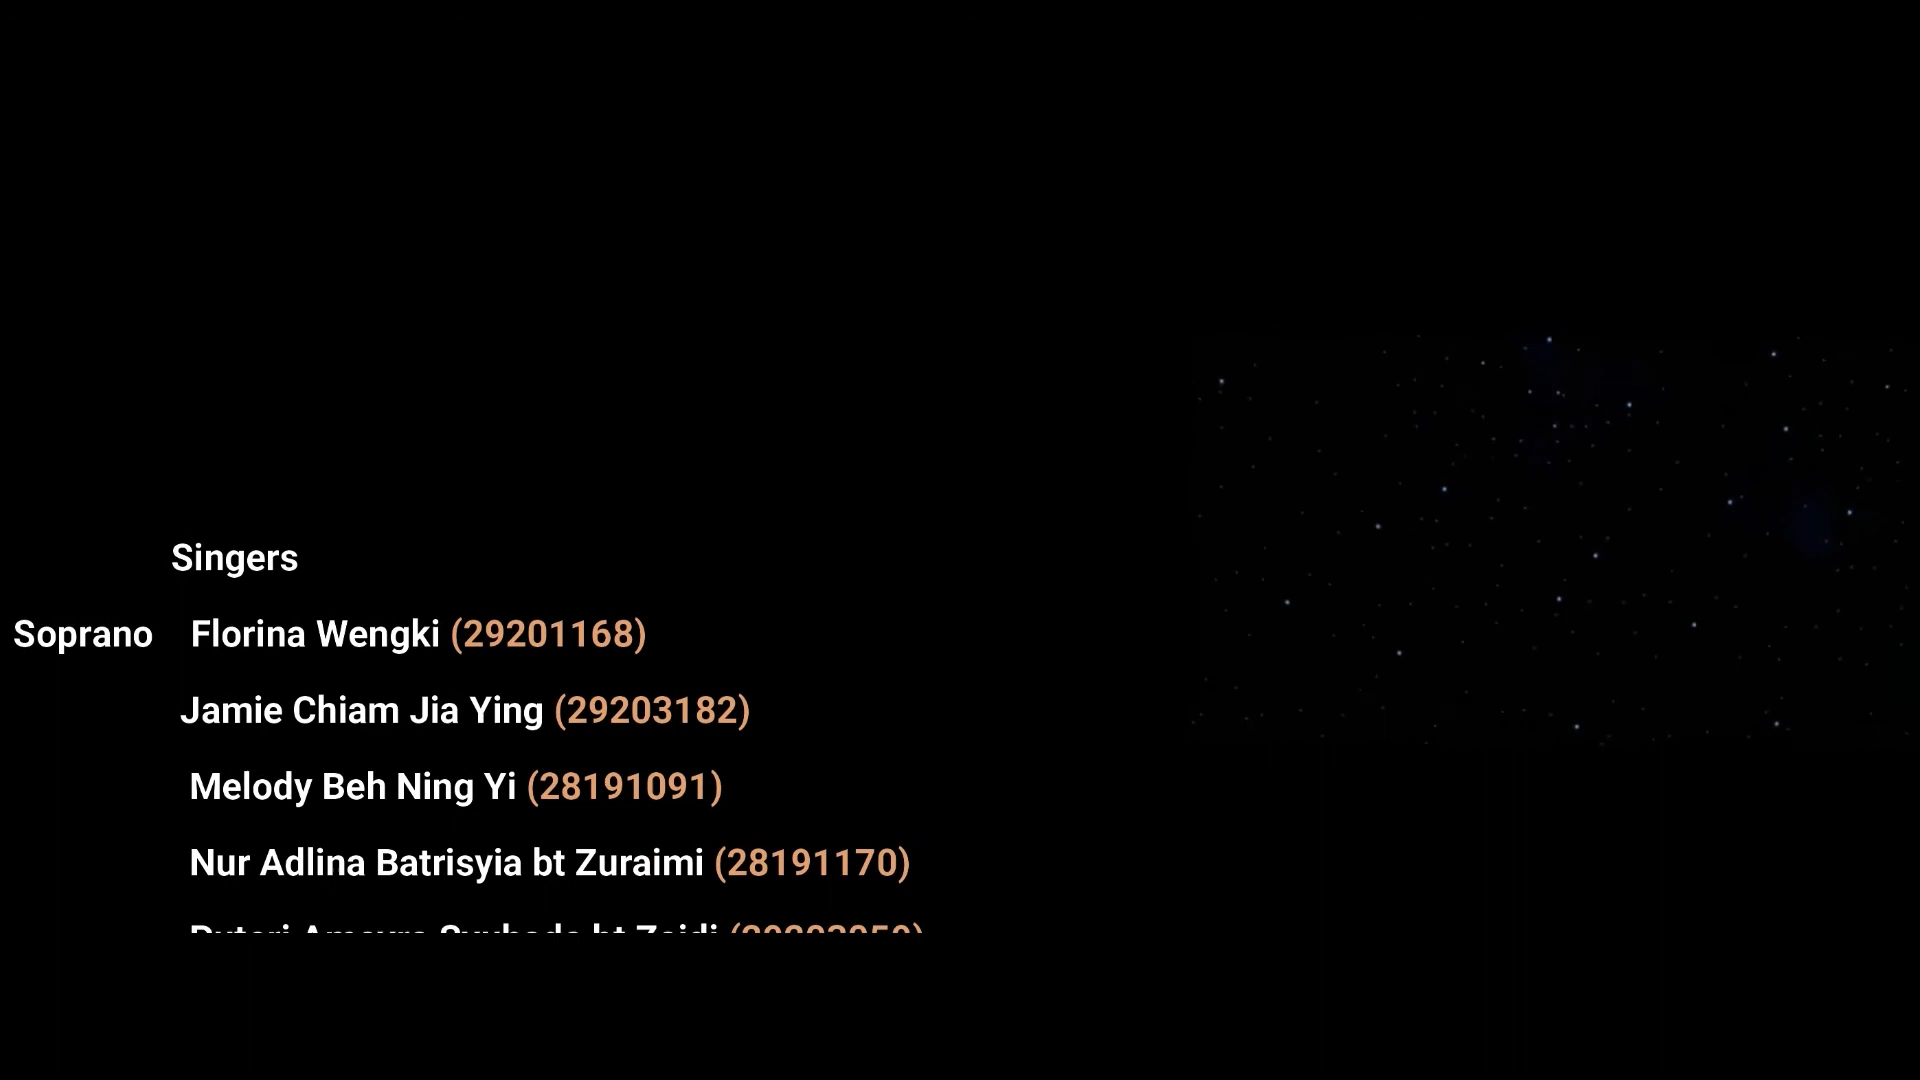 Singers
Soprano Florina Wengki (29201168)
Jamie Chiam Jia Ying (29203182)
Melody Beh Ning Yi (28191091)
Nur Adlina Batrisyia bt Zuraimi (28191170)